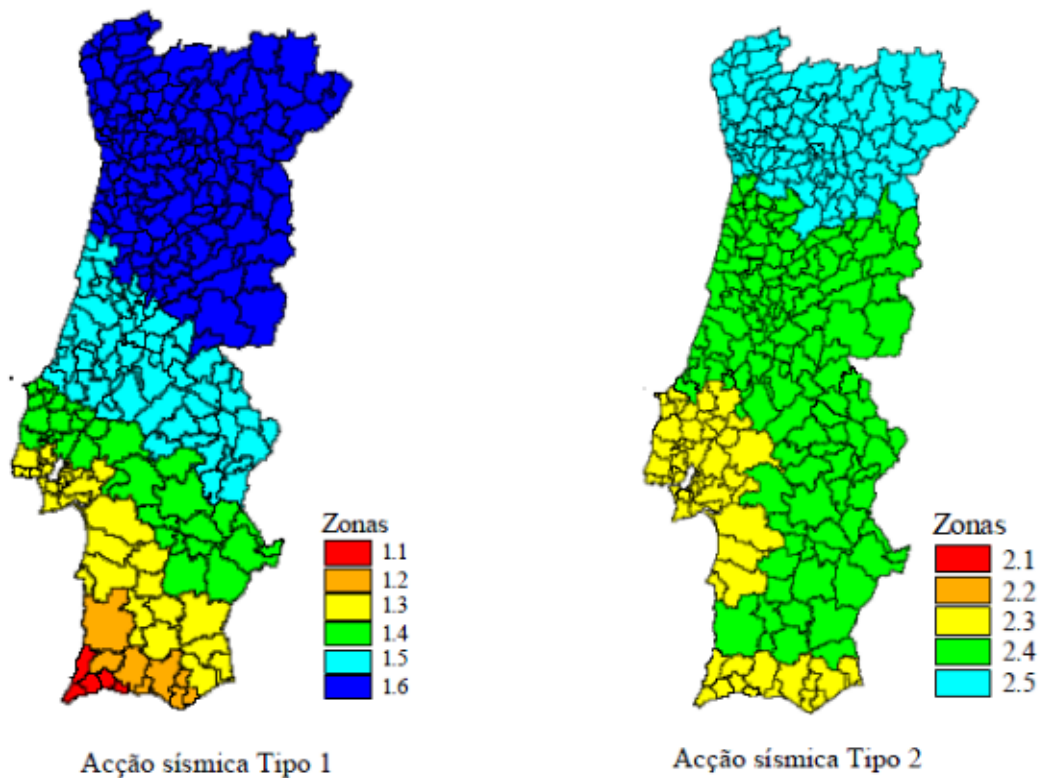 Zonas
1.1
1.2
1.3
1.4
1.5
1.6
Acção sísmica Tipo 1
Zonas
2.1
2.2
2.3
2.4
2.5
Acção sísmica Tipo 2